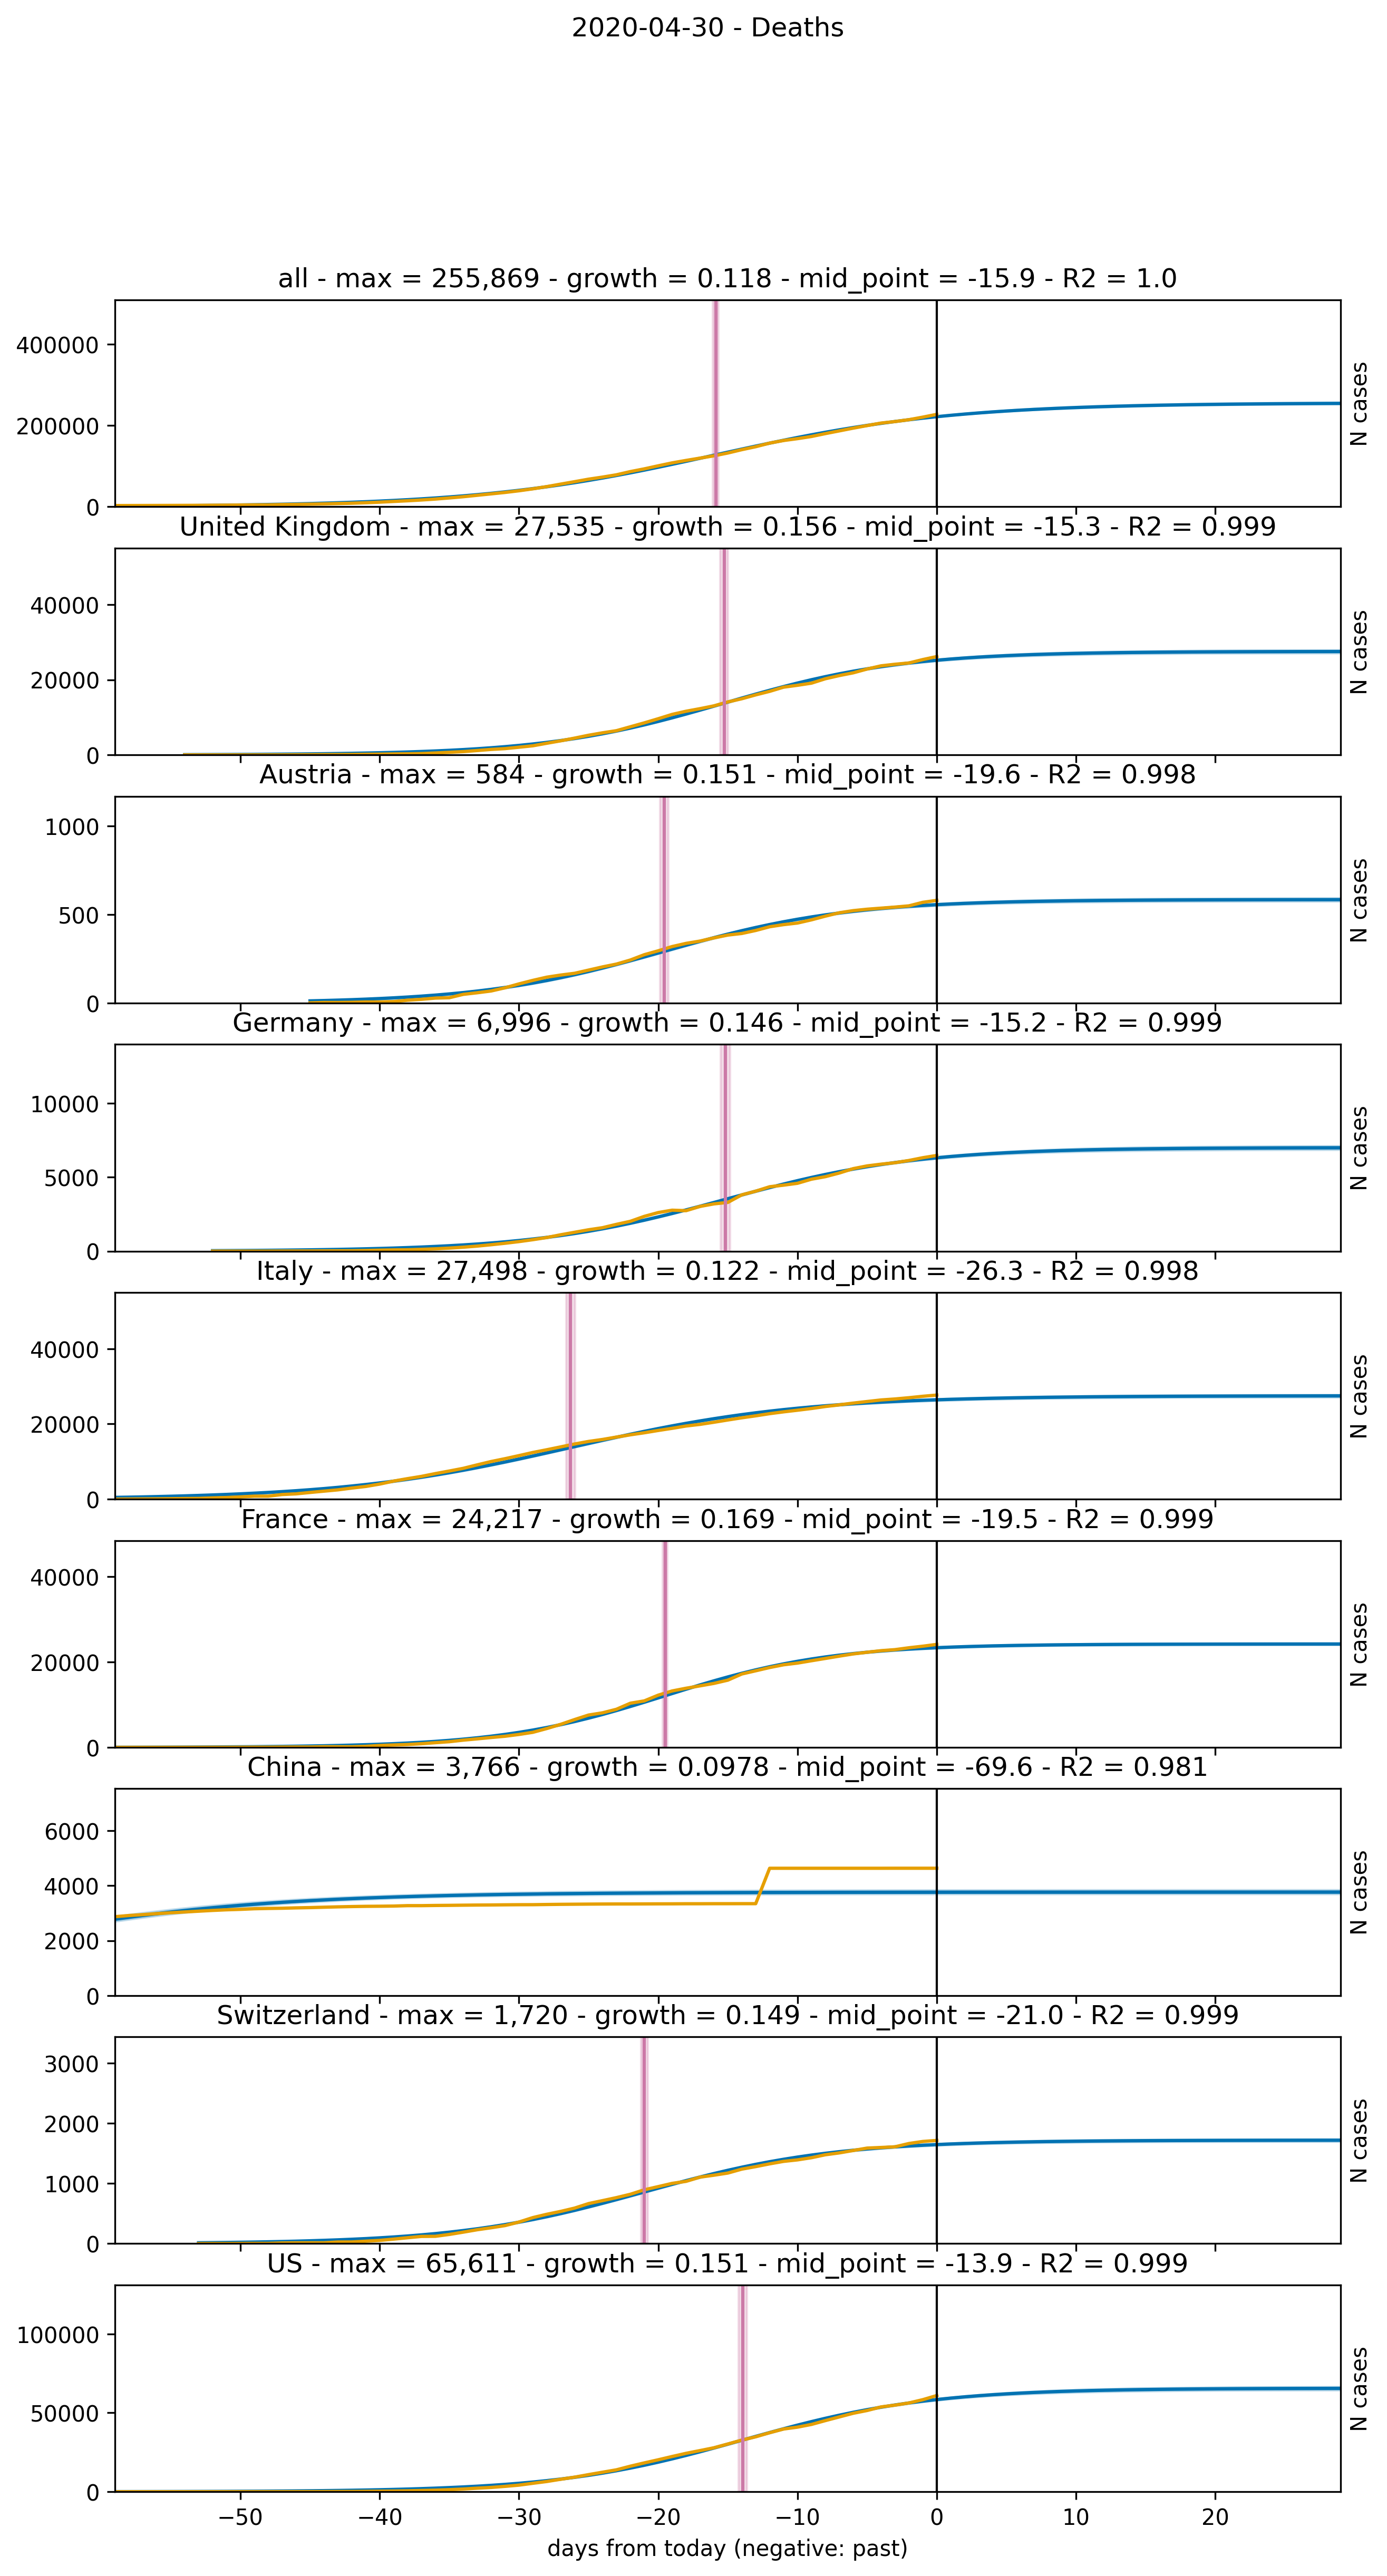 2020-04-30 - Deaths
all - max = 255,869 - growth = 0.118 - mid_point = -15.9 - R2 = 1.0
400000
200000
0
N cases
United Kingdom - max = 27,535 - growth = 0.156 - mid_point = -15.3 - R2 = 0.999
40000
20000
0
N cases
Austria - max = 584 - growth = 0.151 - mid_point = -19.6 - R2 = 0.998
1000
500
0
N cases
Germany - max = 6,996 - growth = 0.146 - mid_point = -15.2 - R2 = 0.999
10000
5000
0
N cases
Italy - max = 27,498 - growth = 0.122 - mid_point = -26.3 - R2 = 0.998
40000
20000
0
N cases
France - max = 24,217 - growth = 0.169 - mid_point = -19.5 - R2 = 0.999
40000
20000
0
N cases
China - max = 3,766 - growth = 0.0978 - mid_point = -69.6 - R2 = 0.981
6000
4000
2000
0
N cases
Switzerland - max = 1,720 - growth = 0.149 - mid_point = -21.0 - R2 = 0.999
3000
2000
1000
0
N cases
US - max = 65,611 - growth = 0.151 - mid_point = -13.9 - R2 = 0.999
100000
50000
0
N cases
−50 −40 −30 −20 −10 0 10 20
days from today (negative: past)